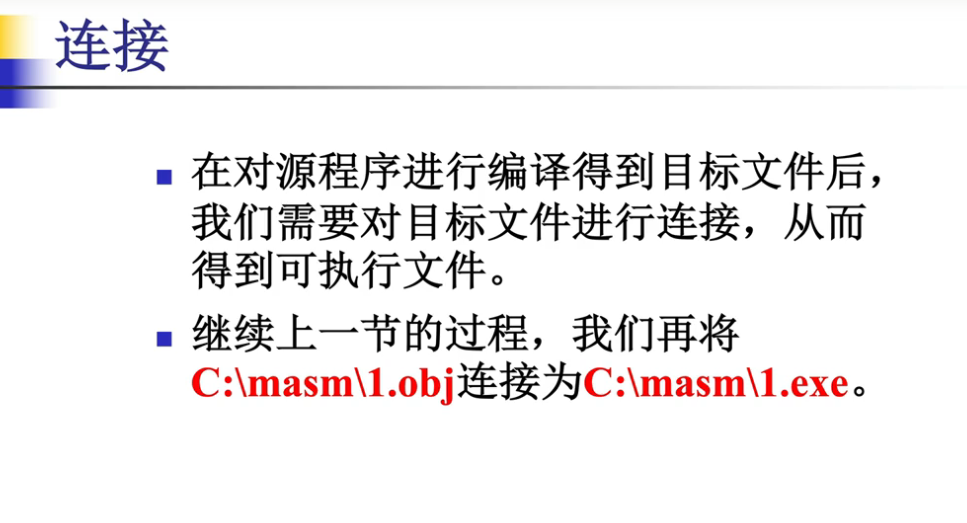 连接
在对源程序进行编译得到目标文件后，
我们需要对目标文件进行连接，从而
得到可执行文件。
继续上一节的过程，我们再将
C:\masm\1.obj连接为C:\masm\1.exe。